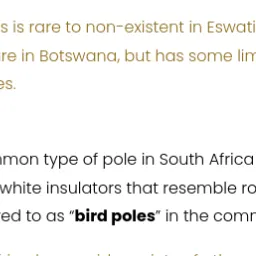 s is rare to non-existent in Eswati
re in Botswana, but has some lim
es.
mon type of pole in South Africa
white insulators that resemble ro
ed to as “bird poles” in the comm